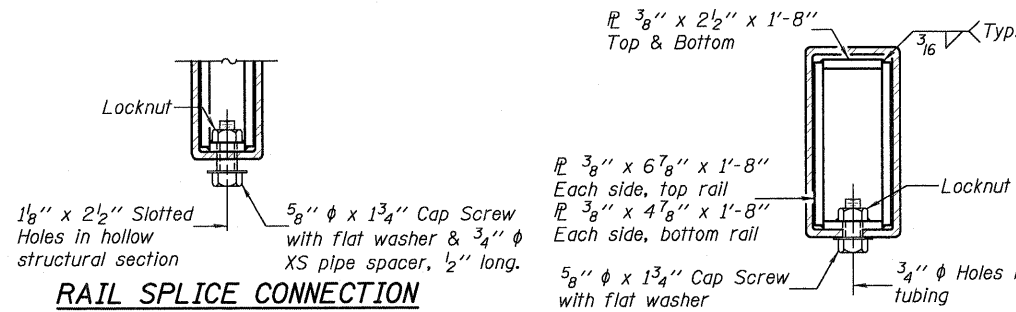 Locknut
1 1/8" x 2 1/2" Slotted
Holes in hollow
structural section
5/8" ϕ x 1 3/4" Cap Screw
with flat washer & 3/4" ϕ
XS pipe spacer, 1/2" long.
RAIL SPLICE CONNECTION
℄ 3/8" x 2 1/2" x 1'-8"
Top & Bottom
3/16
Typ.
℄ 3/8" x 6 7/8" x 1'-8"
Each side, top rail
℄ 3/8" x 4 7/8" x 1'-8"
Each side, bottom rail
Locknut
5/8" ϕ x 1 3/4" Cap Screw
with flat washer
3/4" ϕ Holes
tubing